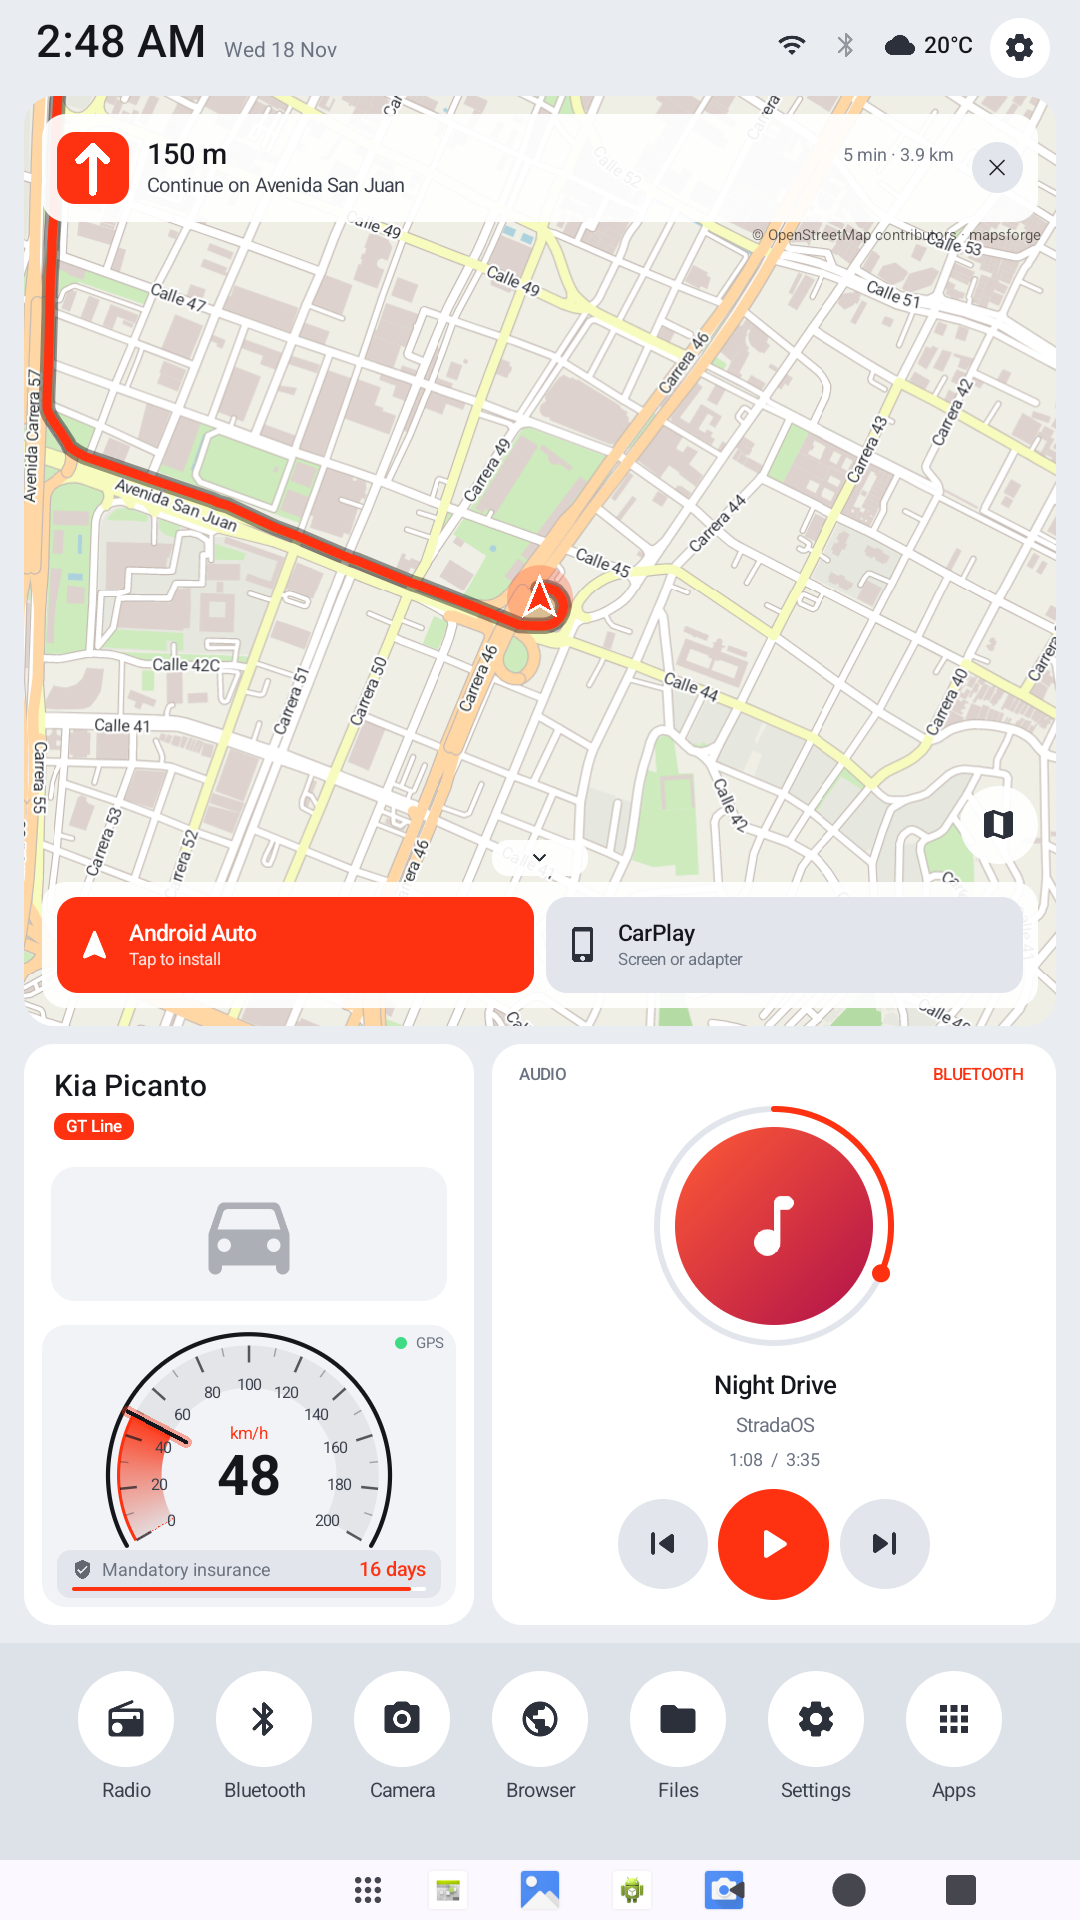 2:48 AM
Wed 18 Nov
20°C
150 m
Continue on Avenida San Juan
5 min · 3.9 km
© OpenStreetMap contributors · mapsforge
Calle 52
Calle 49
Calle 53
Calle 49
Calle 47
Calle 51
Carrera 46
Avenida Carrera 57
Carrera 42
Carrera 43
Carrera 49
Avenida San Juan
Carrera 44
Calle 45
Calle 42C
Carrera 51
Carrera 50
Carrera 46
Calle 44
Carrera 40
Calle 41
Carrera 55
Carrera 53
Carrera 52
Calle 42
Android Auto
Tap to install
CarPlay
Screen or adapter
Kia Picanto
GT Line
GPS
0
20
40
60
80
100
120
140
160
180
200
km/h
48
Mandatory insurance
16 days
AUDIO
BLUETOOTH
Night Drive
StradaOS
1:08 / 3:35
Radio
Bluetooth
Camera
Browser
Files
Settings
Apps